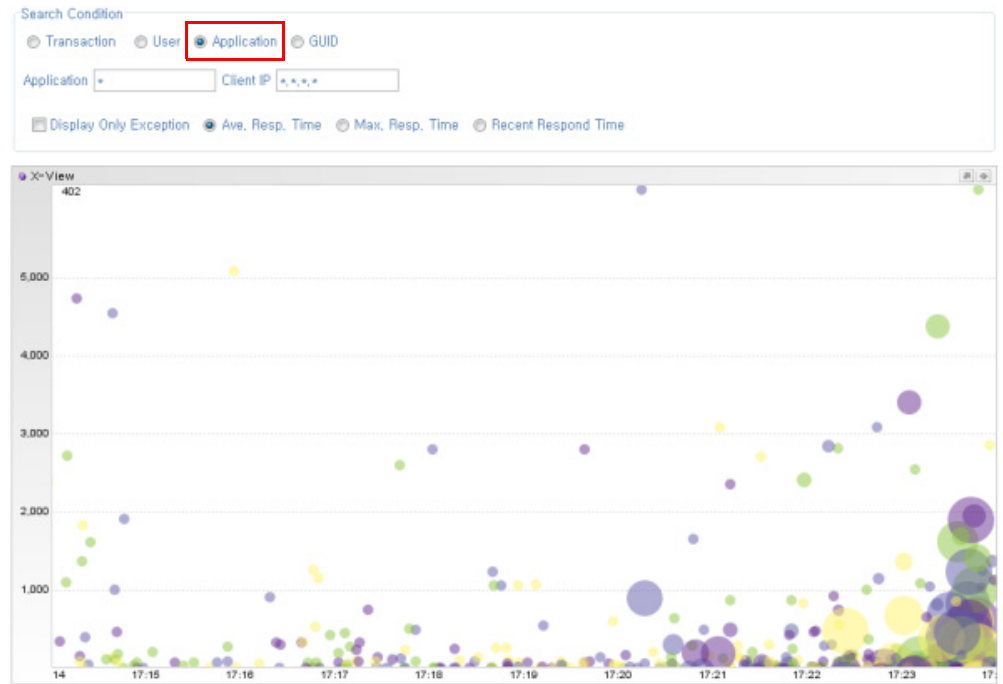 Search Condition
Transaction User Application GUID
Application * Client IP *.*.*.*
Display Only Exception Ave. Resp. Time Max. Resp. Time Recent Respond Time
X-View
402
5,000
4,000
3,000
2,000
1,000
14 17:15 17:16 17:17 17:18 17:19 17:20 17:21 17:22 17:23 17: